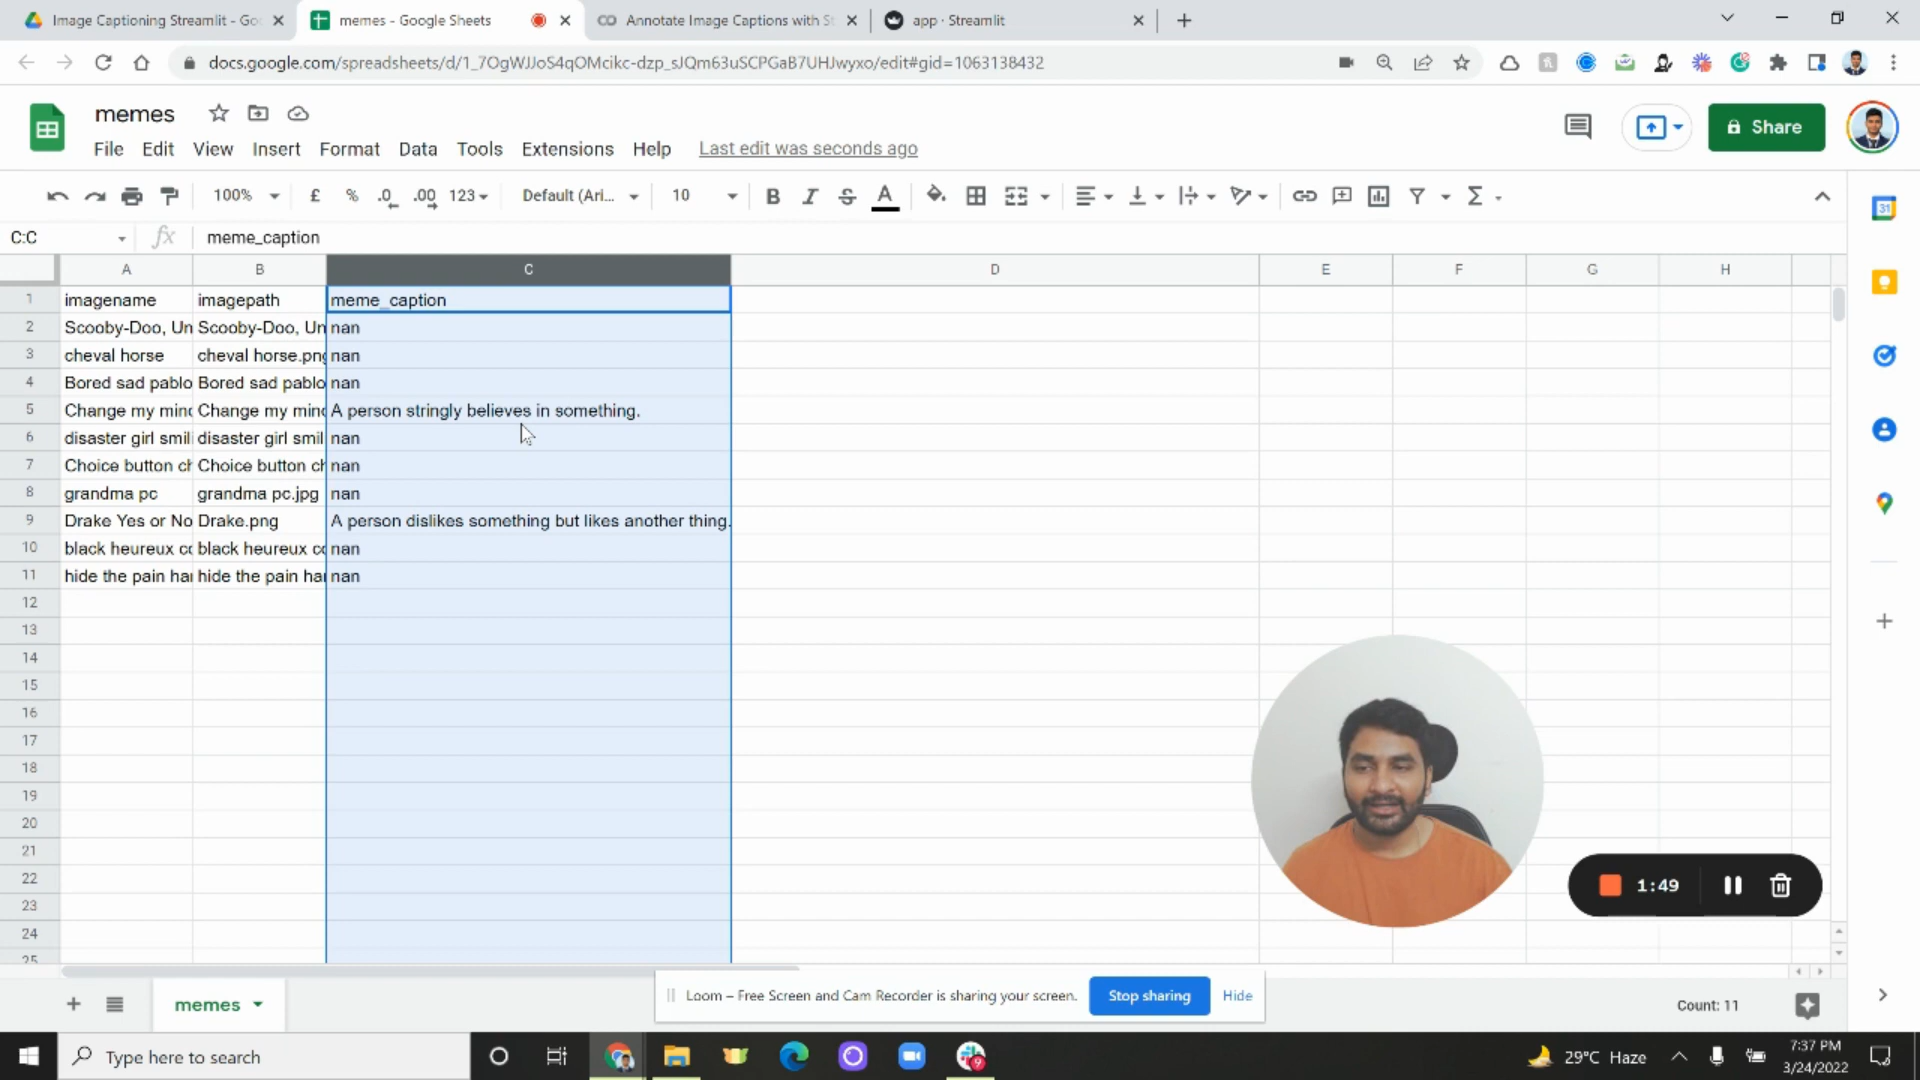 Image Captioning Streamlit - Go
memes - Google Sheets
Annotate Image Captions with S
app · Streamlit
docs.google.com/spreadsheets/d/1_7OgWJJoS4qOMcikc-dzp_sJQm63uSCPGaB7UHJwyxo/edit#gid=1063138432
memes
Share
File Edit View Insert Format Data Tools Extensions Help Last edit was seconds ago
100% £ % .0 .00 123 Default (Ari... 10 B I S A
31
C:C fx meme_caption
A B C D E F G H
1 imagename imagepath meme_caption
2 Scooby-Doo, Un Scooby-Doo, Un nan
3 cheval horse cheval horse.png nan
4 Bored sad pablo Bored sad pablo nan
5 Change my mind Change my mind A person stringly believes in something.
6 disaster girl smil disaster girl smil nan
7 Choice button ch Choice button ch nan
8 grandma pc grandma pc.jpg nan
9 Drake Yes or No Drake.png A person dislikes something but likes another thing.
10 black heureux co black heureux co nan
11 hide the pain har hide the pain har nan
12
13
14
15
16
17
18
19
20
21
22
23
24
25
1:49
memes
Loom – Free Screen and Cam Recorder is sharing your screen. Stop sharing Hide
Count: 11
Type here to search
9
29°C Haze
7:37 PM
3/24/2022